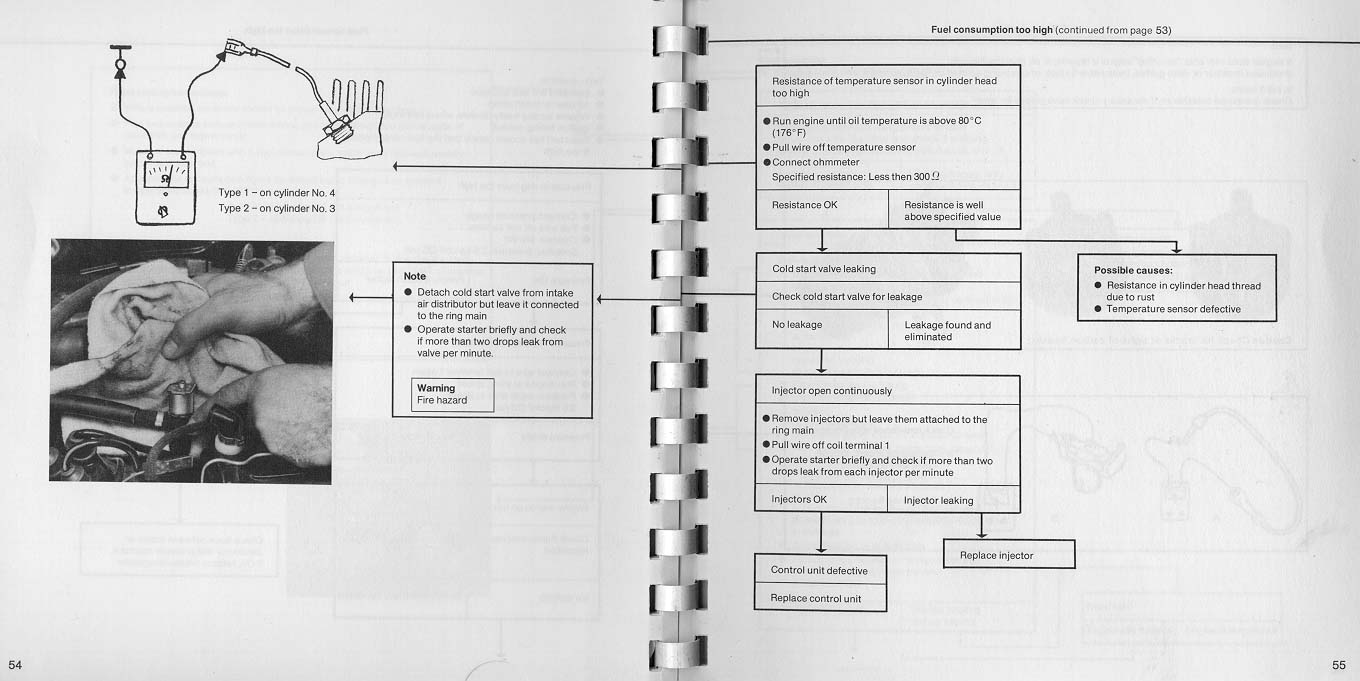 Type 1 – on cylinder No. 4
Type 2 – on cylinder No. 3
Note
● Detach cold start valve from intake
air distributor but leave it connected
to the ring main
● Operate starter briefly and check
if more than two drops leak from
valve per minute.
Warning
Fire hazard
54
Fuel consumption too high (continued from page 53)
Resistance of temperature sensor in cylinder head
too high
● Run engine until oil temperature is above 80°C
(176°F)
● Pull wire off temperature sensor
● Connect ohmmeter
Specified resistance: Less then 300 Ω
Resistance OK
Resistance is well
above specified value
Cold start valve leaking
Check cold start valve for leakage
No leakage
Leakage found and
eliminated
Possible causes:
● Resistance in cylinder head thread
due to rust
● Temperature sensor defective
Injector open continuously
● Remove injectors but leave them attached to the
ring main
● Pull wire off coil terminal 1
● Operate starter briefly and check if more than two
drops leak from each injector per minute
Injectors OK
Injector leaking
Control unit defective
Replace control unit
Replace injector
55